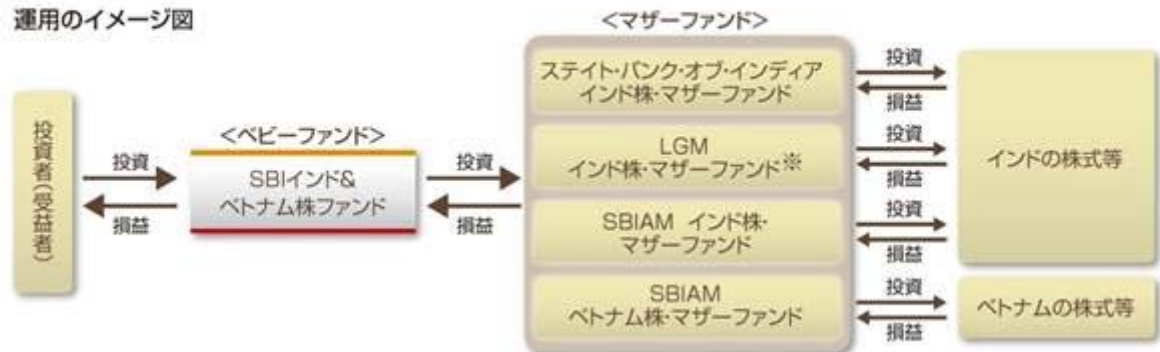 運用のイメージ図
投資者(受益者)
投資
損益
<ベビーファンド>
SBIインド&
ベトナム株ファンド
投資
損益
<マザーファンド>
ステイト・バンク・オブ・インディア
インド株・マザーファンド
LGM
インド株・マザーファンド※
SBIAM インド株・
マザーファンド
SBIAM
ベトナム株・マザーファンド
投資
損益
投資
損益
投資
損益
投資
損益
インドの株式等
ベトナムの株式等